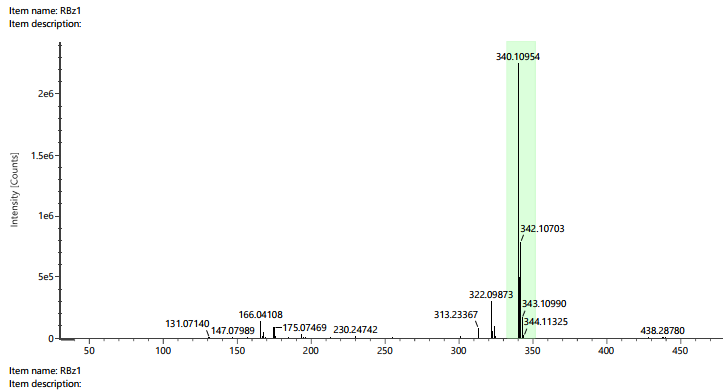 Item name: RBz1
Item description:
340.10954
2e6
1.5e6
Intensity [Counts]
1e6
342.10703
5e5
322.09873
343.10990
313.23367
166.04108
344.11325
131.07140
175.07469
230.24742
147.07989
438.28780
0
50 100 150 200 250 300 350 400 450
Item name: RBz1
Item description: